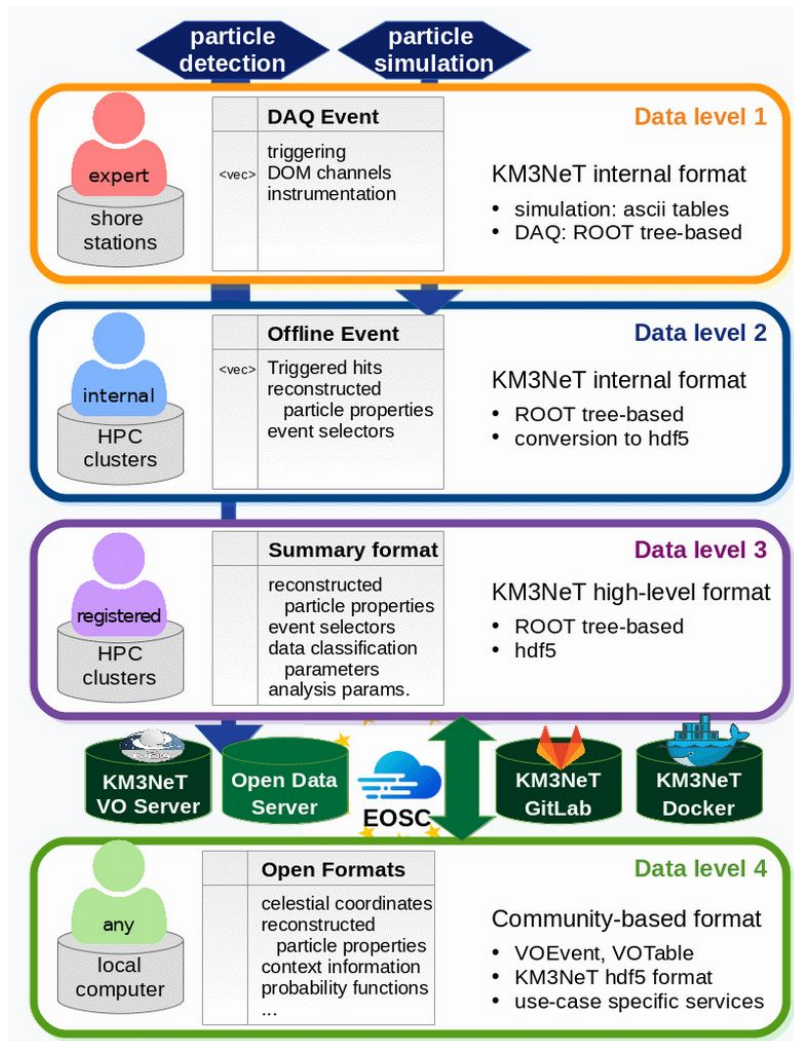 particle
detection
particle
simulation
Data level 1
expert
shore
stations
DAQ Event
<vec>
triggering
DOM channels
instrumentation
KM3NeT internal format
• simulation: ascii tables
• DAQ: ROOT tree-based
Data level 2
internal
HPC
clusters
Offline Event
<vec>
Triggered hits
reconstructed
particle properties
event selectors
KM3NeT internal format
• ROOT tree-based
• conversion to hdf5
Data level 3
registered
HPC
clusters
Summary format
reconstructed
particle properties
event selectors
data classification
parameters
analysis params.
KM3NeT high-level format
• ROOT tree-based
• hdf5
KM3NeT
VO Server
Open Data
Server
EOSC
KM3NeT
GitLab
KM3NeT
Docker
Data level 4
any
local
computer
Open Formats
celestial coordinates
reconstructed
particle properties
context information
probability functions
...
Community-based format
• VOEvent, VOTable
• KM3NeT hdf5 format
• use-case specific services